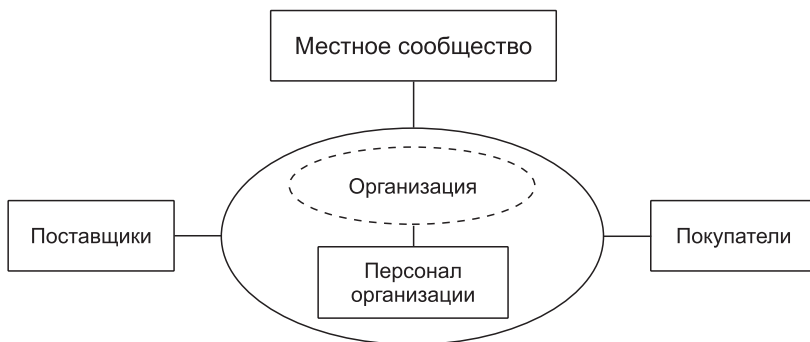 Местное сообщество
Организация
Поставщики
Покупатели
Персонал
организации